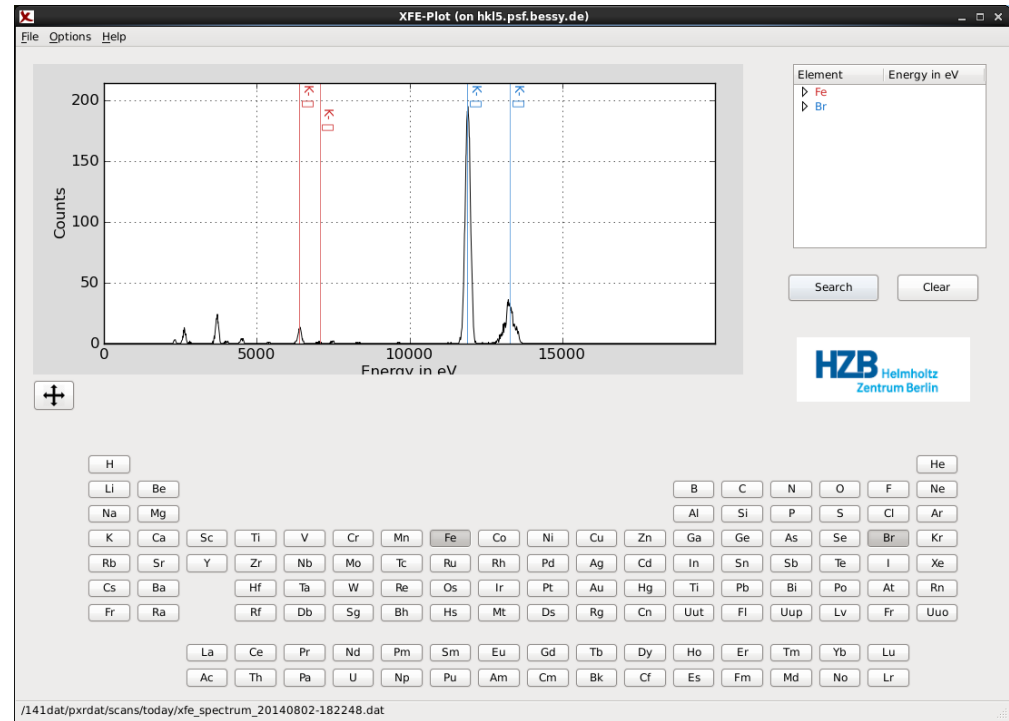 XFE-Plot (on hkl5.psf.bessy.de)
File Options Help
200
150
100
50
0
Counts
0 5000 10000 15000
Energy in eV
K
K
K
K
Element Energy in eV
Fe
Br
Search Clear
HZB Helmholtz
Zentrum Berlin
H He
Li Be B C N O F Ne
Na Mg Al Si P S Cl Ar
K Ca Sc Ti V Cr Mn Fe Co Ni Cu Zn Ga Ge As Se Br Kr
Rb Sr Y Zr Nb Mo Tc Ru Rh Pd Ag Cd In Sn Sb Te I Xe
Cs Ba Hf Ta W Re Os Ir Pt Au Hg Ti Pb Bi Po At Rn
Fr Ra Rf Db Sg Bh Hs Mt Ds Rg Cn Uut Fl Uup Lv Fr Uuo
La Ce Pr Nd Pm Sm Eu Gd Tb Dy Ho Er Tm Yb Lu
Ac Th Pa U Np Pu Am Cm Bk Cf Es Fm Md No Lr
/141dat/pxrdat/scans/today/xfe_spectrum_20140802-182248.dat